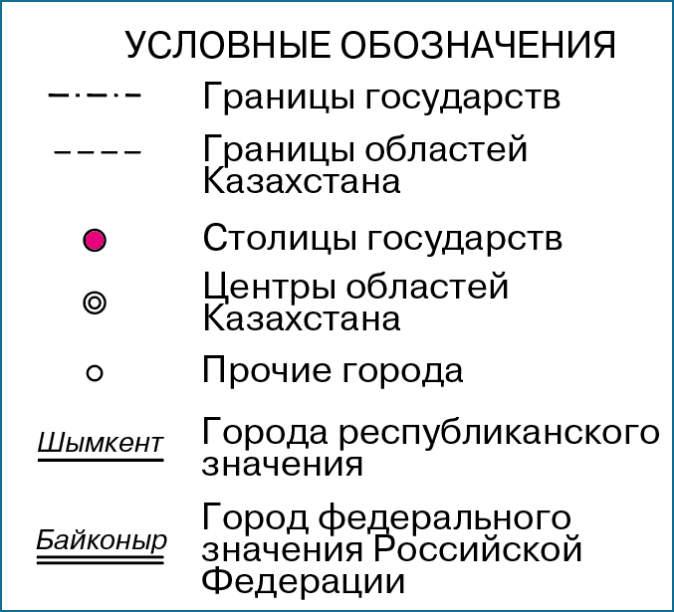 УСЛОВНЫЕ ОБОЗНАЧЕНИЯ
Границы государств
Границы областей
Казахстана
Столицы государств
Центры областей
Казахстана
Прочие города
Шымкент
Города республиканского
значения
Байконыр
Город федерального
значения Российской
Федерации